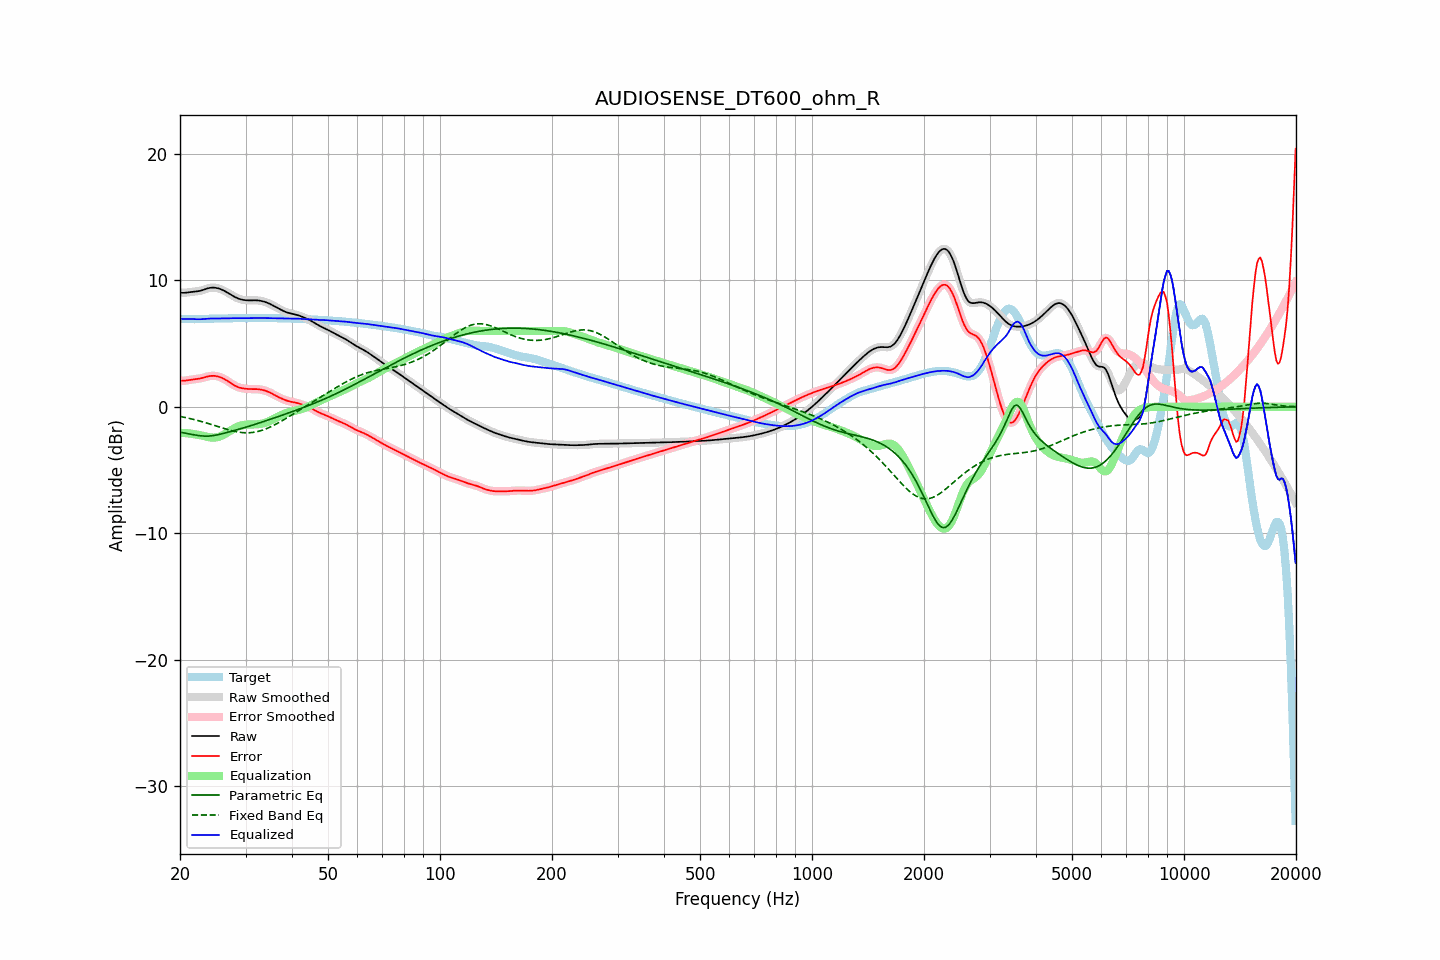 AUDIOSENSE_DT600_ohm_R
Amplitude (dBr)
20
10
0
−10
−20
−30
Target
Raw Smoothed
Error Smoothed
Raw
Error
Equalization
Parametric Eq
Fixed Band Eq
Equalized
20 50 100 200 500 1000 2000 5000 10000 20000
Frequency (Hz)